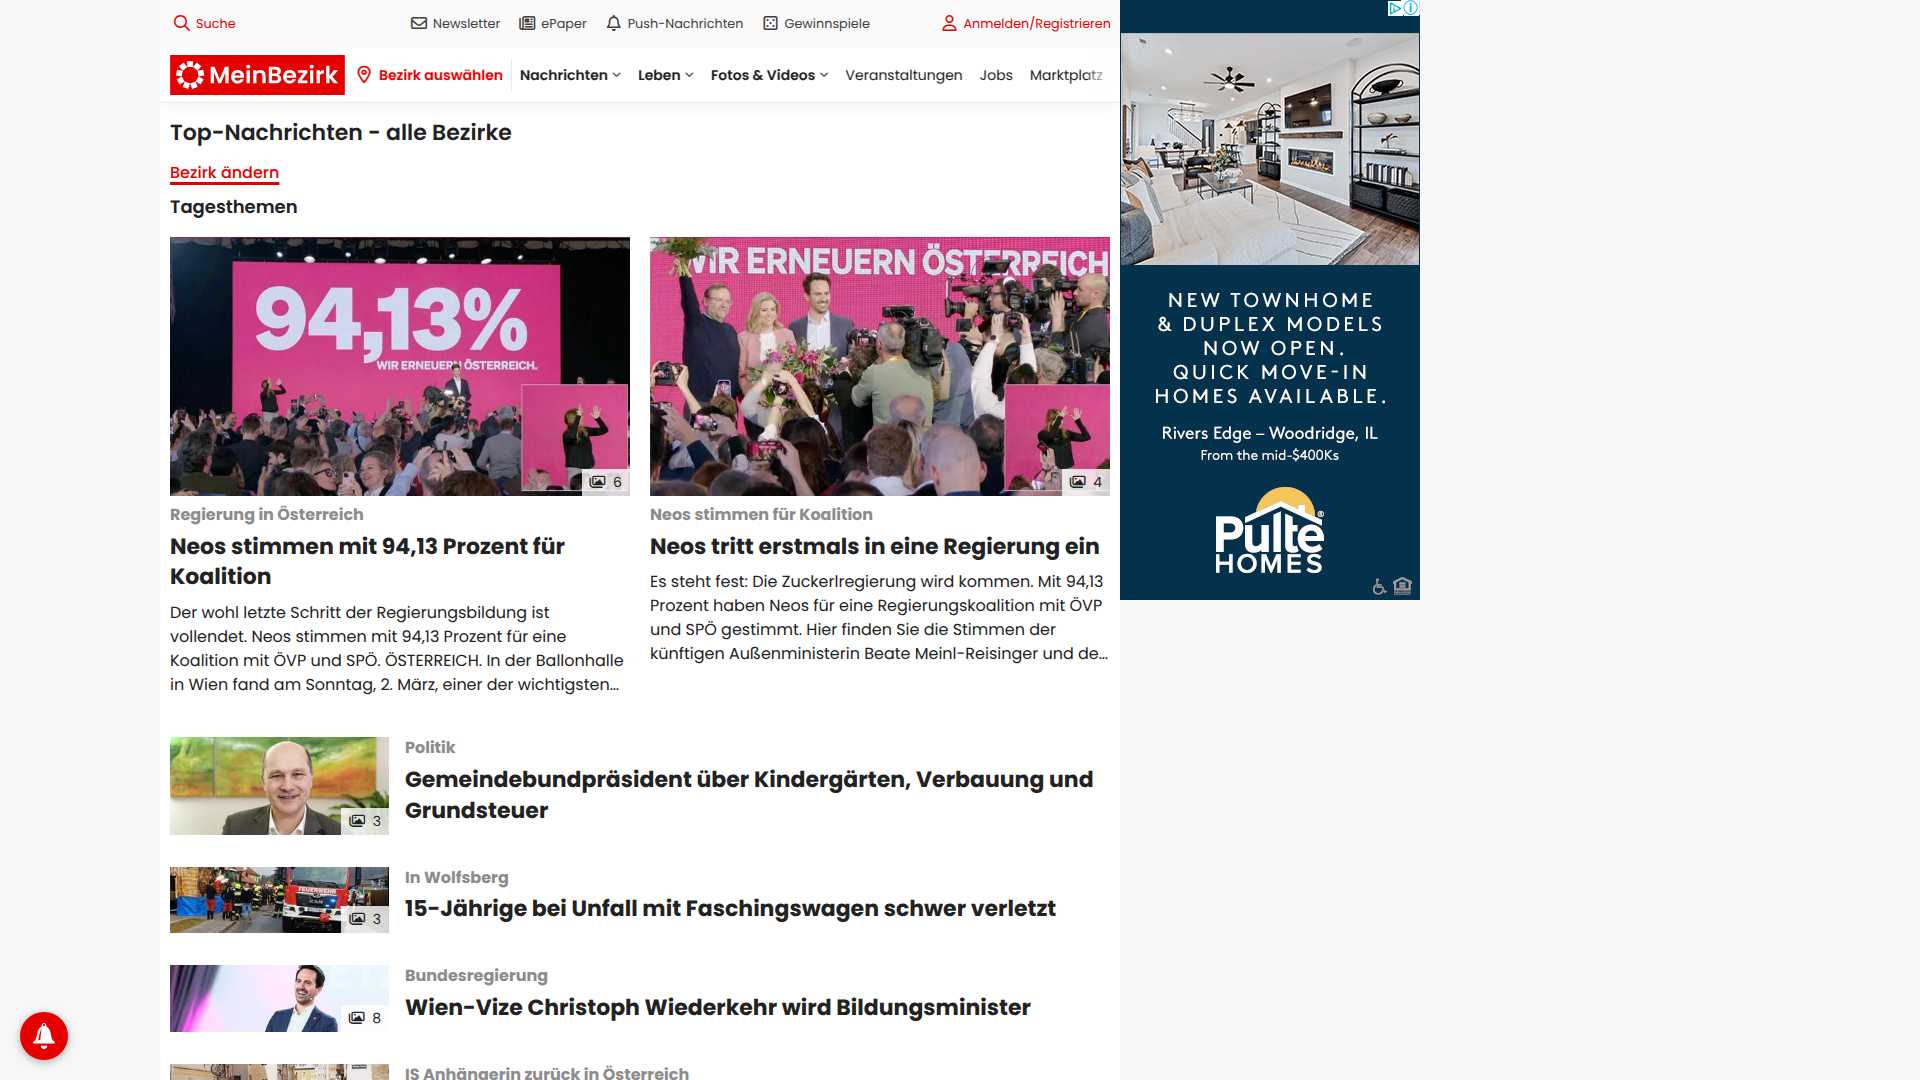 Suche
Newsletter
ePaper
Push-Nachrichten
Gewinnspiele
Anmelden/Registrieren
MeinBezirk
Bezirk auswählen
Nachrichten
Leben
Fotos & Videos
Veranstaltungen
Jobs
Marktplatz
Top-Nachrichten - alle Bezirke
Bezirk ändern
Tagesthemen
94,13%
WIR ERNEUERN ÖSTERREICH.
6
Regierung in Österreich
Neos stimmen mit 94,13 Prozent für
Koalition
Der wohl letzte Schritt der Regierungsbildung ist
vollendet. Neos stimmen mit 94,13 Prozent für eine
Koalition mit ÖVP und SPÖ. ÖSTERREICH. In der Ballonhalle
in Wien fand am Sonntag, 2. März, einer der wichtigsten...
WIR ERNEUERN ÖSTERREICH
4
Neos stimmen für Koalition
Neos tritt erstmals in eine Regierung ein
Es steht fest: Die Zuckerlregierung wird kommen. Mit 94,13
Prozent haben Neos für eine Regierungskoalition mit ÖVP
und SPÖ gestimmt. Hier finden Sie die Stimmen der
künftigen Außenministerin Beate Meinl-Reisinger und de...
3
Politik
Gemeindebundpräsident über Kindergärten, Verbauung und
Grundsteuer
FEUERWEHR
3
In Wolfsberg
15-Jährige bei Unfall mit Faschingswagen schwer verletzt
8
Bundesregierung
Wien-Vize Christoph Wiederkehr wird Bildungsminister
IS Anhängerin zurück in Österreich
NEW TOWNHOME
& DUPLEX MODELS
NOW OPEN.
QUICK MOVE-IN
HOMES AVAILABLE.
Rivers Edge – Woodridge, IL
From the mid-$400Ks
Pulte®
HOMES